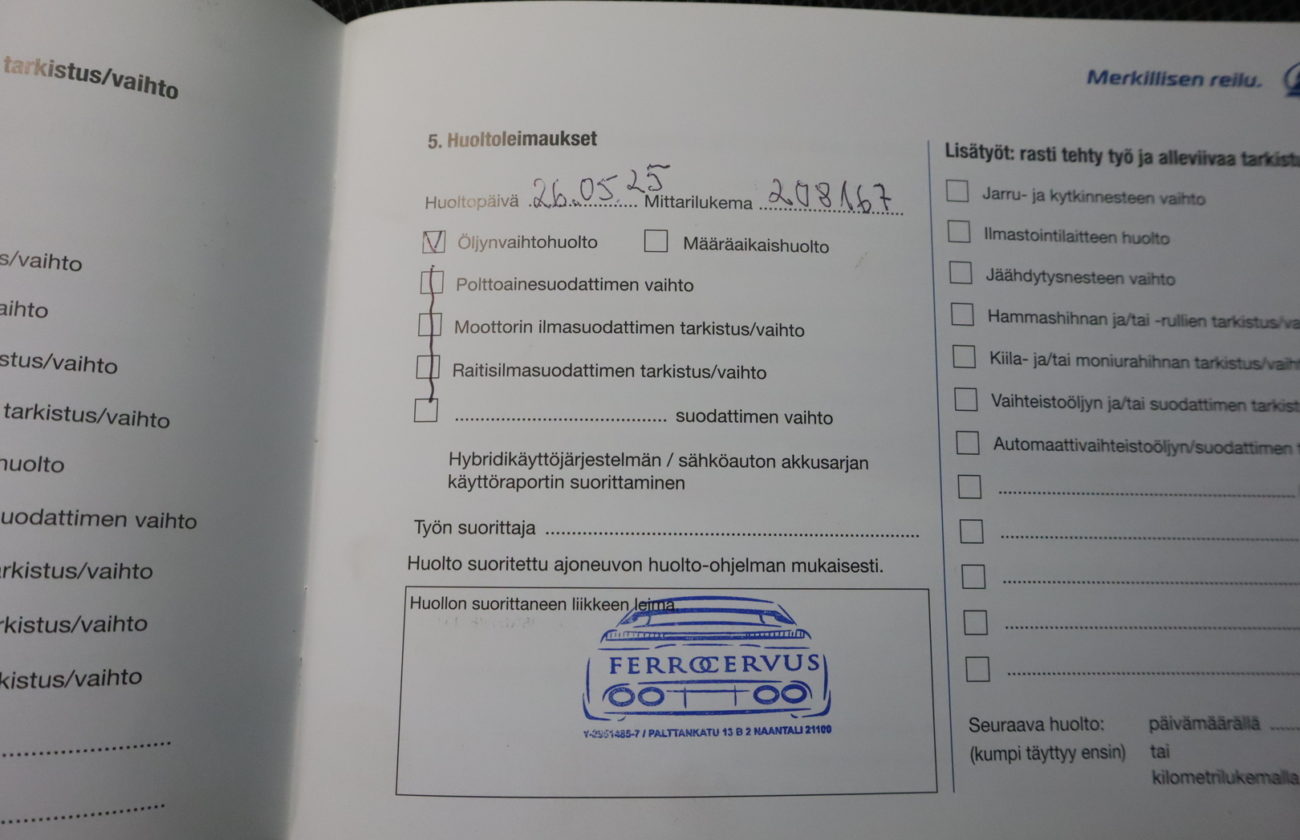 tarkistus/vaihto
s/vaihto
aihto
stus/vaihto
tarkistus/vaihto
huolto
uodattimen vaihto
arkistus/vaihto
rkistus/vaihto
kistus/vaihto
Merkillisen reilu.
5. Huoltoleimaukset
Huoltopäivä 26.05.25 Mittarilukema 208167
Öljynvaihtohuolto Määräaikaishuolto
Polttoainesuodattimen vaihto
Moottorin ilmasuodattimen tarkistus/vaihto
Raitisilmasuodattimen tarkistus/vaihto
suodattimen vaihto
Hybridikäyttöjärjestelmän / sähköauton akkusarjan
käyttöraportin suorittaminen
Työn suorittaja
Huolto suoritettu ajoneuvon huolto-ohjelman mukaisesti.
Huollon suorittaneen liikkeen leima.
FERROCERVUS
/ PALTTANKATU 13 B 2 NAANTALI 21100
Lisätyöt: rasti tehty työ ja alleviivaa tarkistu
Jarru- ja kytkinnesteen vaihto
Ilmastointilaitteen huolto
Jäähdytysnesteen vaihto
Hammashihnan ja/tai -rullien tarkistus/va
Kiila- ja/tai moniurahihnan tarkistus/vaiht
Vaihteistoöljyn ja/tai suodattimen tarkist
Automaattivaihteistoöljyn/suodattimen
Seuraava huolto: päivämäärällä
(kumpi täyttyy ensin) tai
kilometrilukemalla